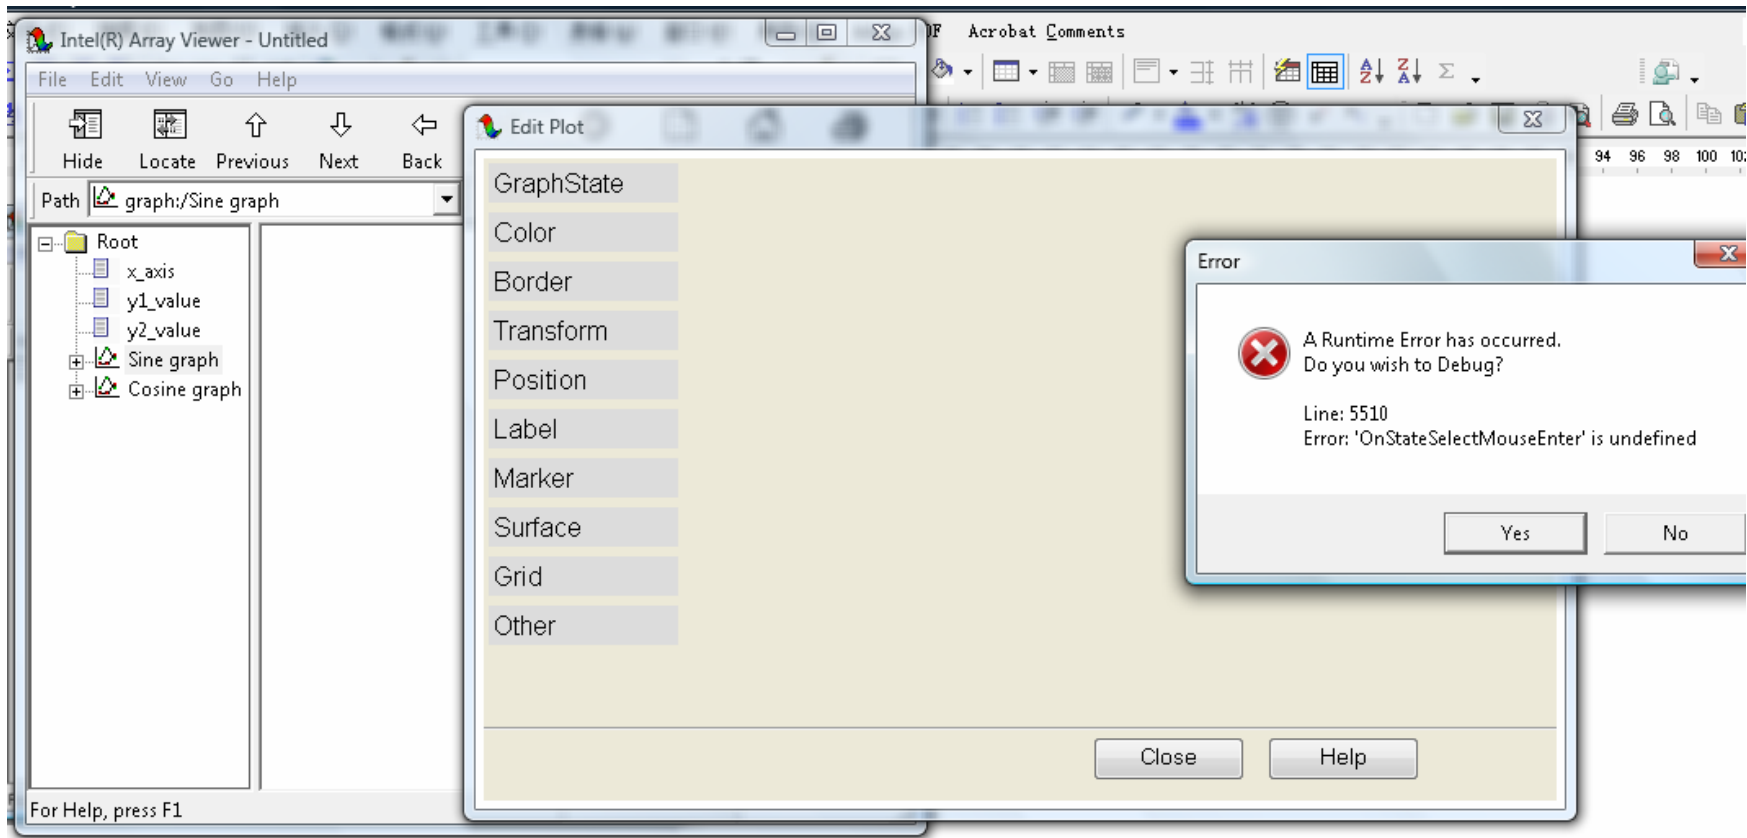 Intel(R) Array Viewer - Untitled
DF Acrobat Comments
File Edit View Go Help
Hide Locate Previous Next Back
Path graph:/Sine graph
Root
x_axis
y1_value
y2_value
Sine graph
Cosine graph
For Help, press F1
Edit Plot
GraphState
Color
Border
Transform
Position
Label
Marker
Surface
Grid
Other
Close Help
94 96 98 100
Error
A Runtime Error has occurred.
Do you wish to Debug?
Line: 5510
Error: 'OnStateSelectMouseEnter' is undefined
Yes No